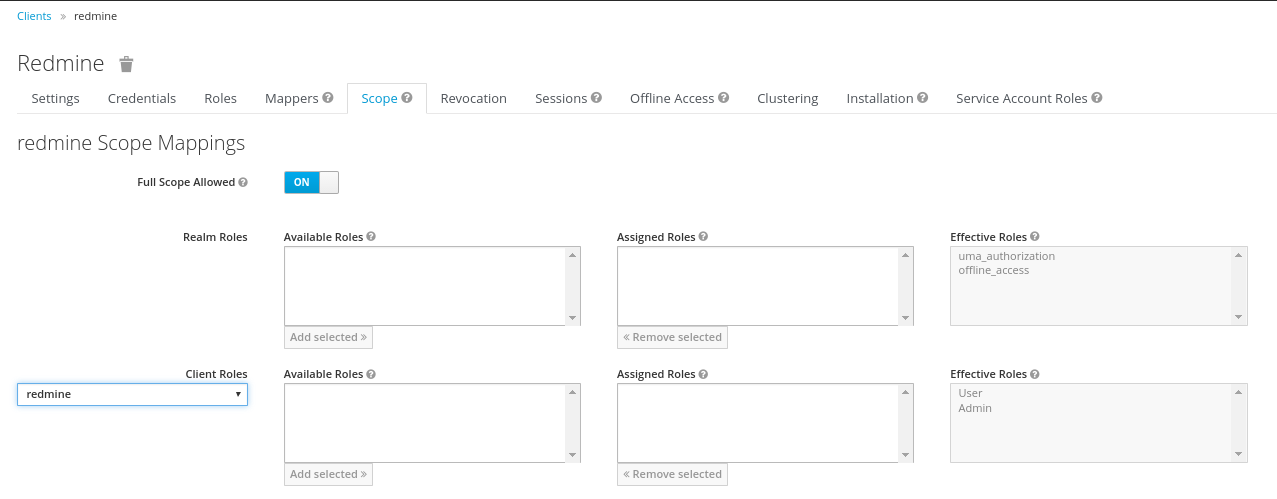 Clients » redmine
Redmine
Settings Credentials Roles Mappers ? Scope ? Revocation Sessions ? Offline Access ? Clustering Installation ? Service Account Roles ?
redmine Scope Mappings
Full Scope Allowed ? ON
Realm Roles Available Roles ? Assigned Roles ? Effective Roles ?
uma_authorization
offline_access
Add selected » « Remove selected
Client Roles Available Roles ? Assigned Roles ? Effective Roles ?
redmine User
Admin
Add selected » « Remove selected